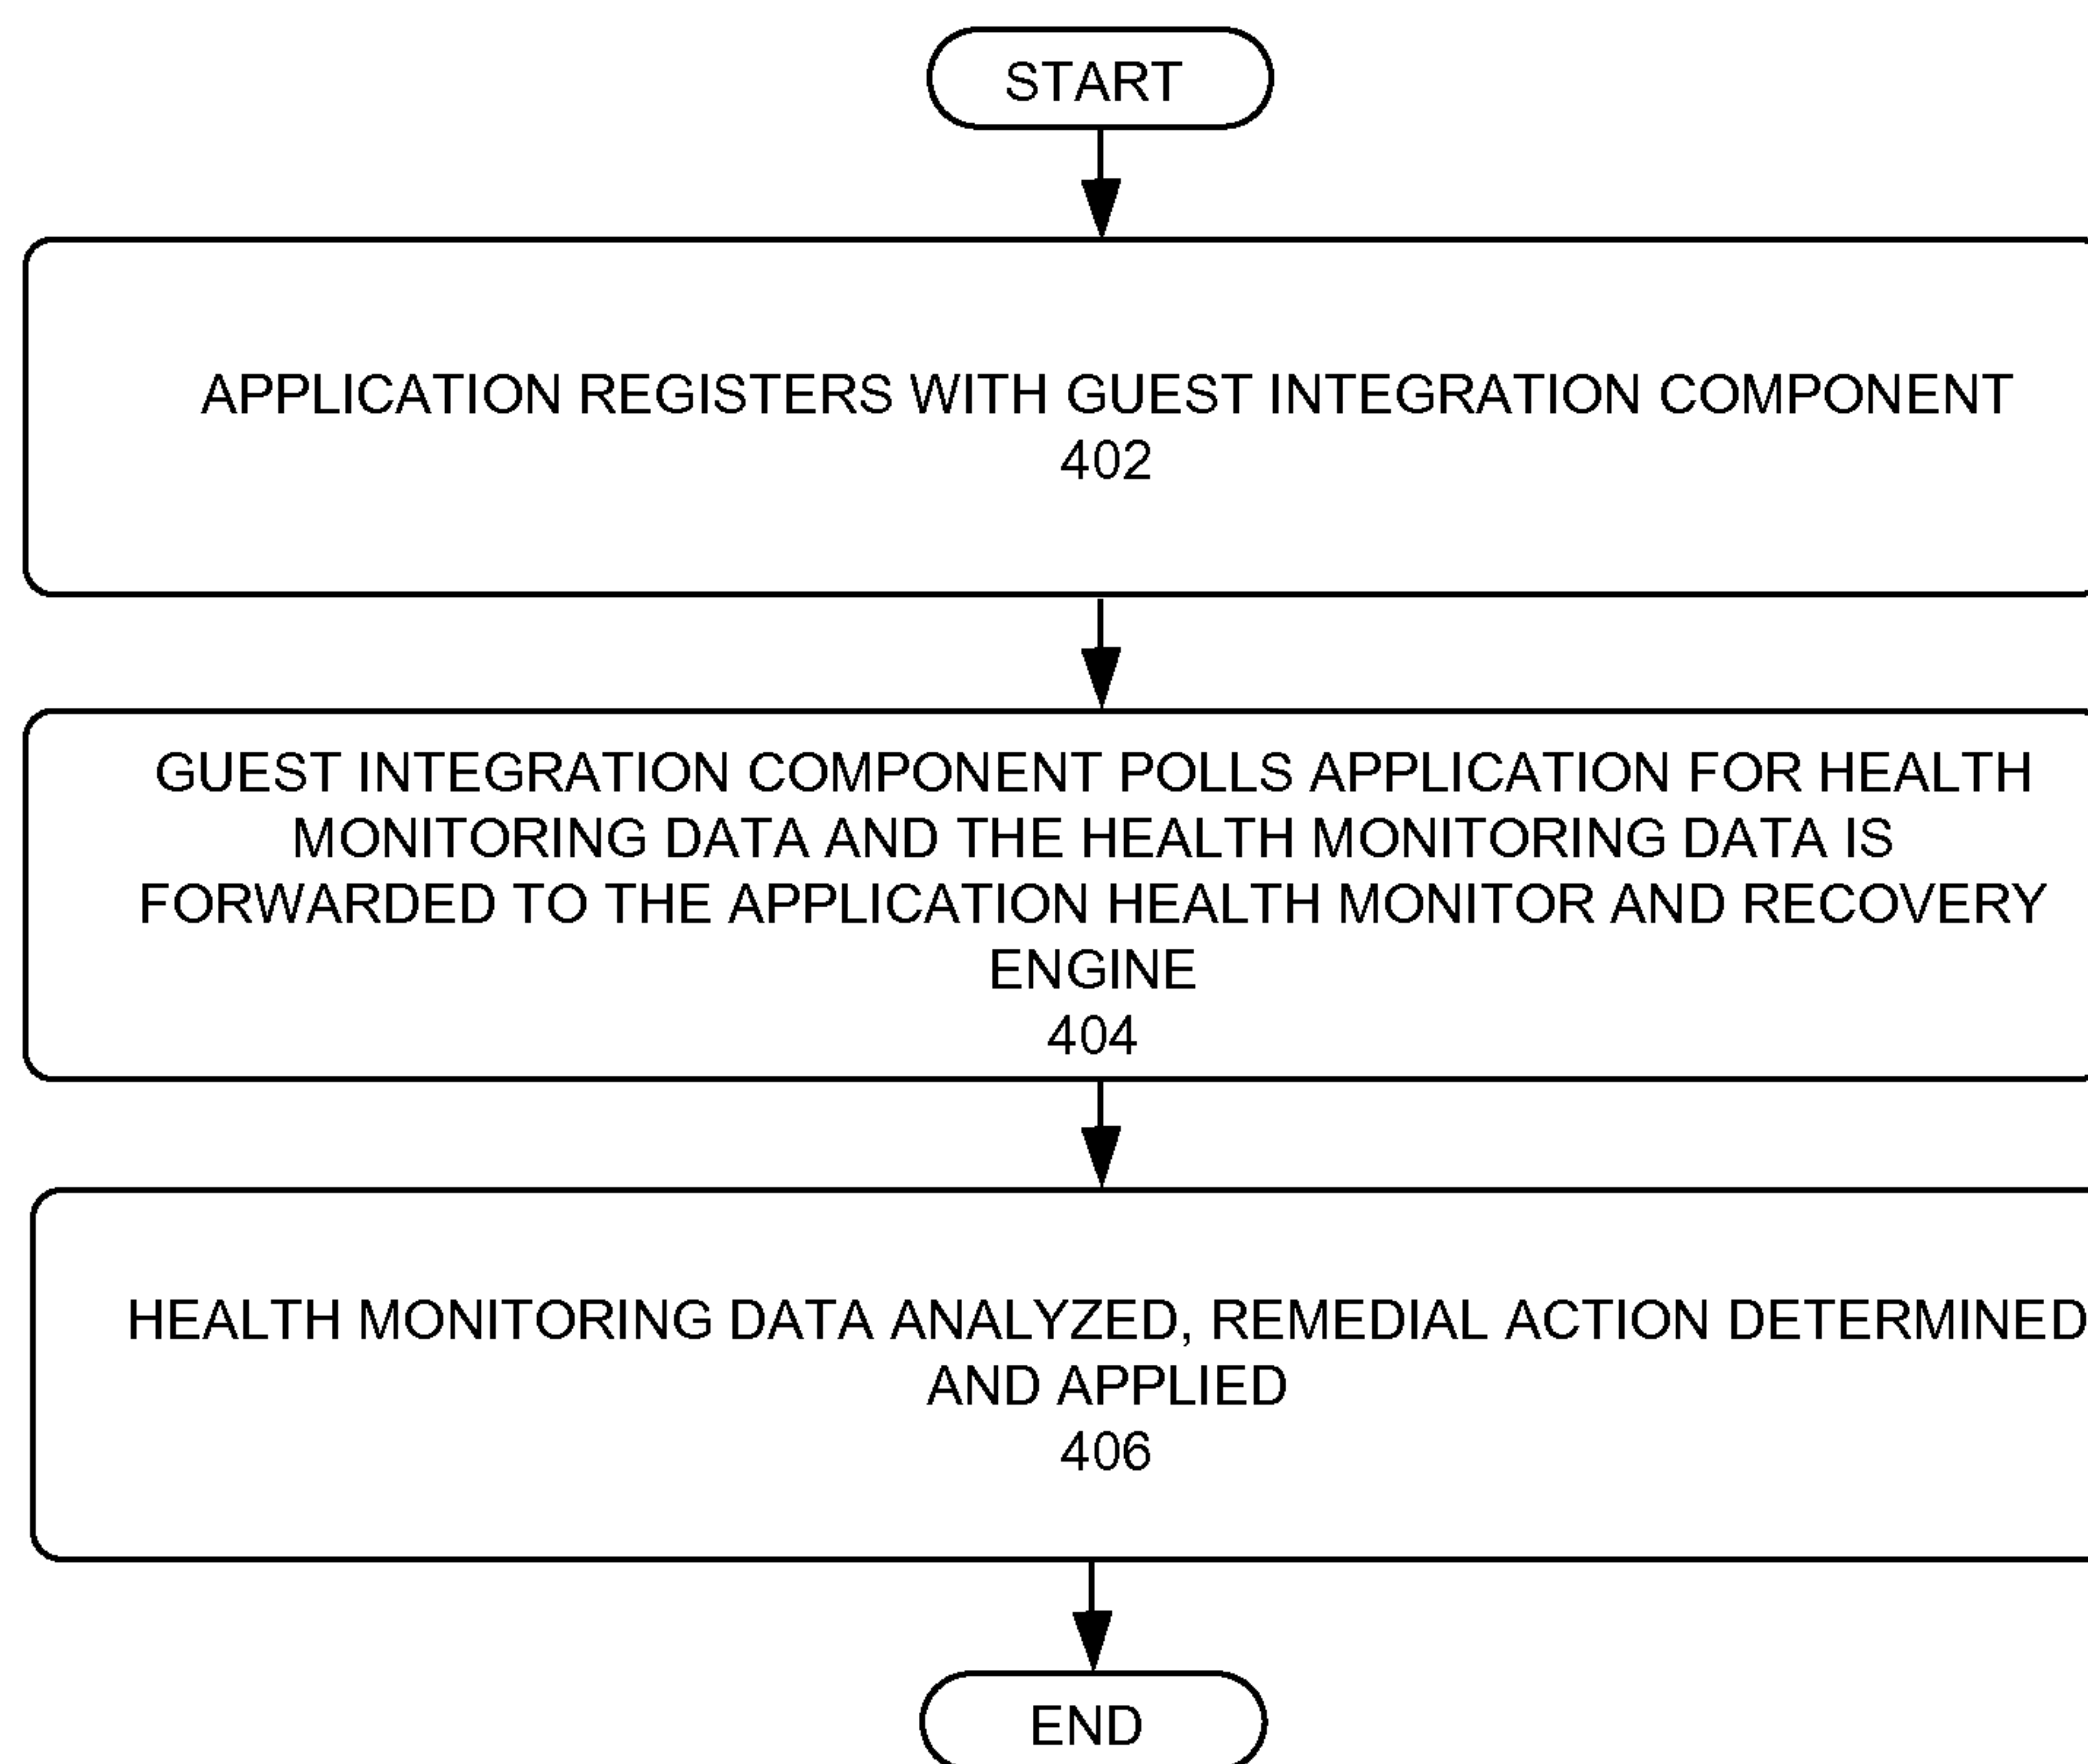 START
APPLICATION REGISTERS WITH GUEST INTEGRATION COMPONENT
402
GUEST INTEGRATION COMPONENT POLLS APPLICATION FOR HEALTH
MONITORING DATA AND THE HEALTH MONITORING DATA IS
FORWARDED TO THE APPLICATION HEALTH MONITOR AND RECOVERY
ENGINE
404
HEALTH MONITORING DATA ANALYZED, REMEDIAL ACTION DETERMINED
AND APPLIED
406
END